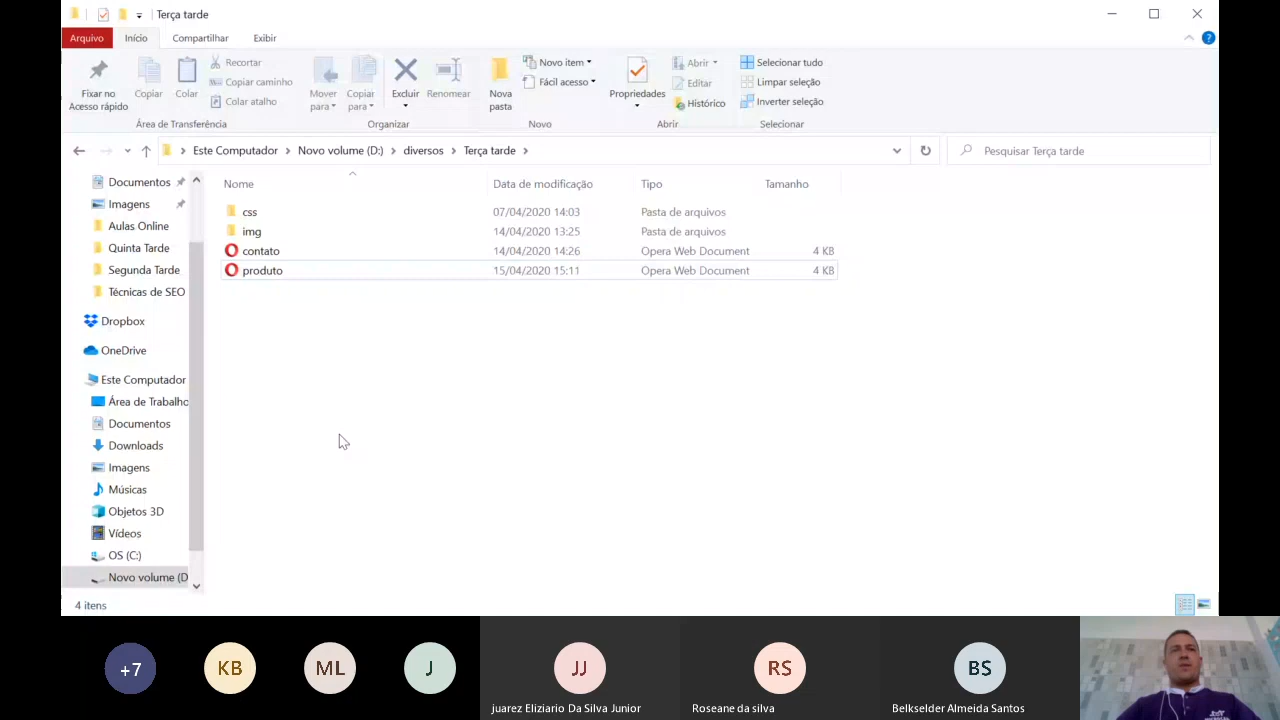 Terça tarde
Arquivo Início Compartilhar Exibir
Fixar no Acesso rápido
Copiar
Colar
Recortar
Copiar caminho
Colar atalho
Área de Transferência
Mover para
Copiar para
Excluir
Renomear
Organizar
Nova pasta
Novo item
Fácil acesso
Novo
Propriedades
Abrir
Editar
Histórico
Abrir
Selecionar tudo
Limpar seleção
Inverter seleção
Selecionar
Este Computador > Novo volume (D:) > diversos > Terça tarde >
Pesquisar Terça tarde
Documentos
Imagens
Aulas Online
Quinta Tarde
Segunda Tarde
Técnicas de SEO
Dropbox
OneDrive
Este Computador
Área de Trabalho
Documentos
Downloads
Imagens
Músicas
Objetos 3D
Vídeos
OS (C:)
Novo volume (D
Nome Data de modificação Tipo Tamanho
css 07/04/2020 14:03 Pasta de arquivos
img 14/04/2020 13:25 Pasta de arquivos
contato 14/04/2020 14:26 Opera Web Document 4 KB
produto 15/04/2020 15:11 Opera Web Document 4 KB
4 itens
+7 KB ML J JJ RS BS
juarez Eliziario Da Silva Junior
Roseane da silva
Belkselder Almeida Santos